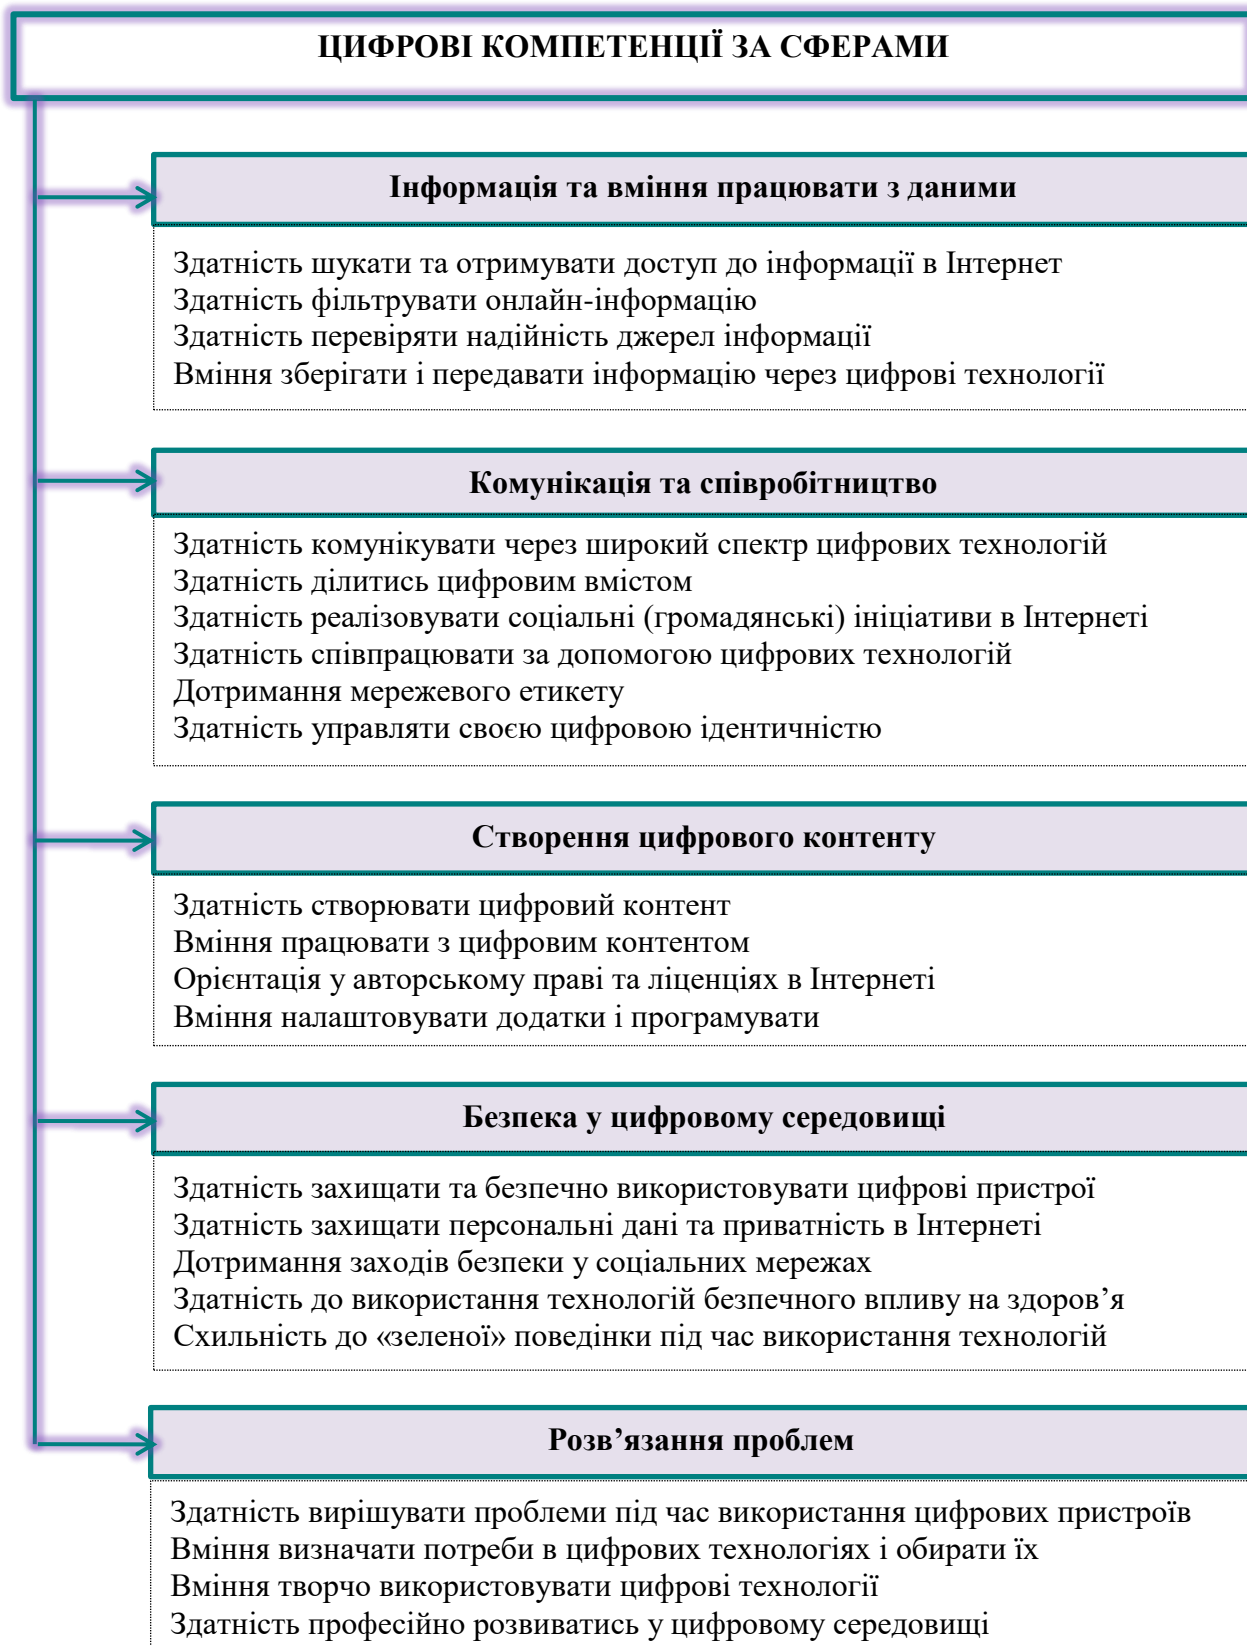 ЦИФРОВІ КОМПЕТЕНЦІЇ ЗА СФЕРАМИ
Інформація та вміння працювати з даними
Здатність шукати та отримувати доступ до інформації в Інтернет
Здатність фільтрувати онлайн-інформацію
Здатність перевіряти надійність джерел інформації
Вміння зберігати і передавати інформацію через цифрові технології
Комунікація та співробітництво
Здатність комунікувати через широкий спектр цифрових технологій
Здатність ділитись цифровим вмістом
Здатність реалізовувати соціальні (громадянські) ініціативи в Інтернеті
Здатність співпрацювати за допомогою цифрових технологій
Дотримання мережевого етикету
Здатність управляти своєю цифровою ідентичністю
Створення цифрового контенту
Здатність створювати цифровий контент
Вміння працювати з цифровим контентом
Орієнтація у авторському праві та ліценціях в Інтернеті
Вміння налаштовувати додатки і програмувати
Безпека у цифровому середовищі
Здатність захищати та безпечно використовувати цифрові пристрої
Здатність захищати персональні дані та приватність в Інтернеті
Дотримання заходів безпеки у соціальних мережах
Здатність до використання технологій безпечного впливу на здоров’я
Схильність до «зеленої» поведінки під час використання технологій
Розв’язання проблем
Здатність вирішувати проблеми під час використання цифрових пристроїв
Вміння визначати потреби в цифрових технологіях і обирати їх
Вміння творчо використовувати цифрові технології
Здатність професійно розвиватись у цифровому середовищі